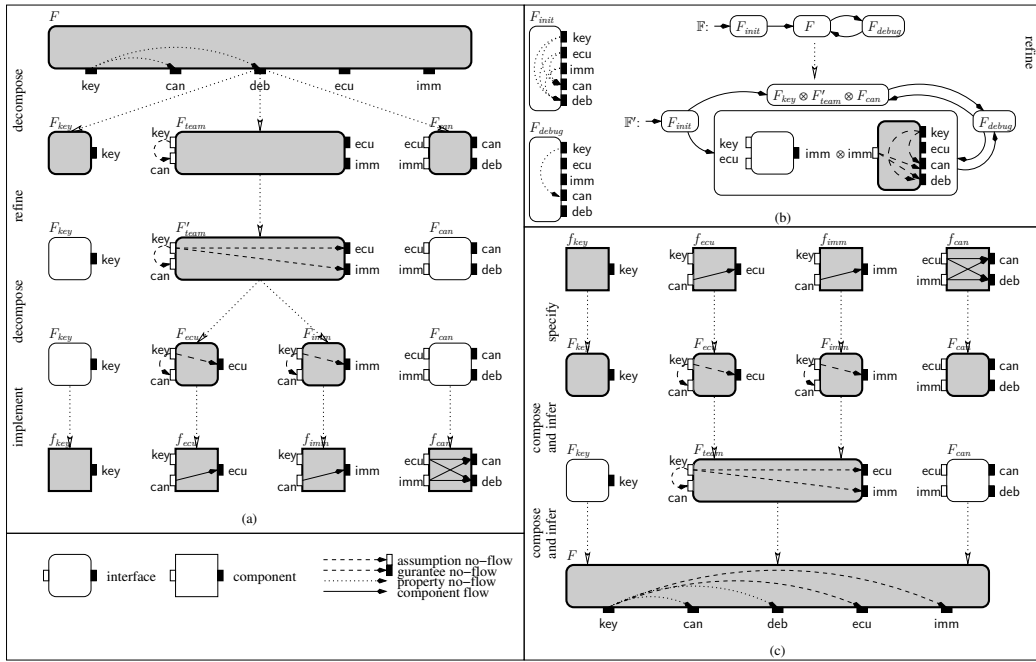 F
key can deb ecu imm
decompose
F_key F_team F_can
key key can ecu imm ecu imm can deb
refine
F_key F'_team F_can
key key can ecu imm ecu imm can deb
decompose
F_key F_ecu F_imm F_can
key key can ecu key can imm ecu imm can deb
implement
f_key f_ecu f_imm f_can
key key can ecu key can imm ecu imm can deb
(a)
interface component
assumption no-flow
gurantee no-flow
property no-flow
component flow
F_init
key
ecu
imm
can
deb
F_debug
key
ecu
imm
can
deb
𝔽: F_init F F_debug
refine
F_key ⊗ F'_team ⊗ F_can
𝔽': F_init F_debug
key ecu imm ⊗ imm key ecu can deb
(b)
f_key f_ecu f_imm f_can
key key can ecu key can imm ecu imm can deb
specify
F_key F_ecu F_imm F_can
key key can ecu key can imm ecu imm can deb
compose
and infer
F_key F_team F_can
key key can ecu imm ecu imm can deb
compose
and infer
F
key can deb ecu imm
(c)